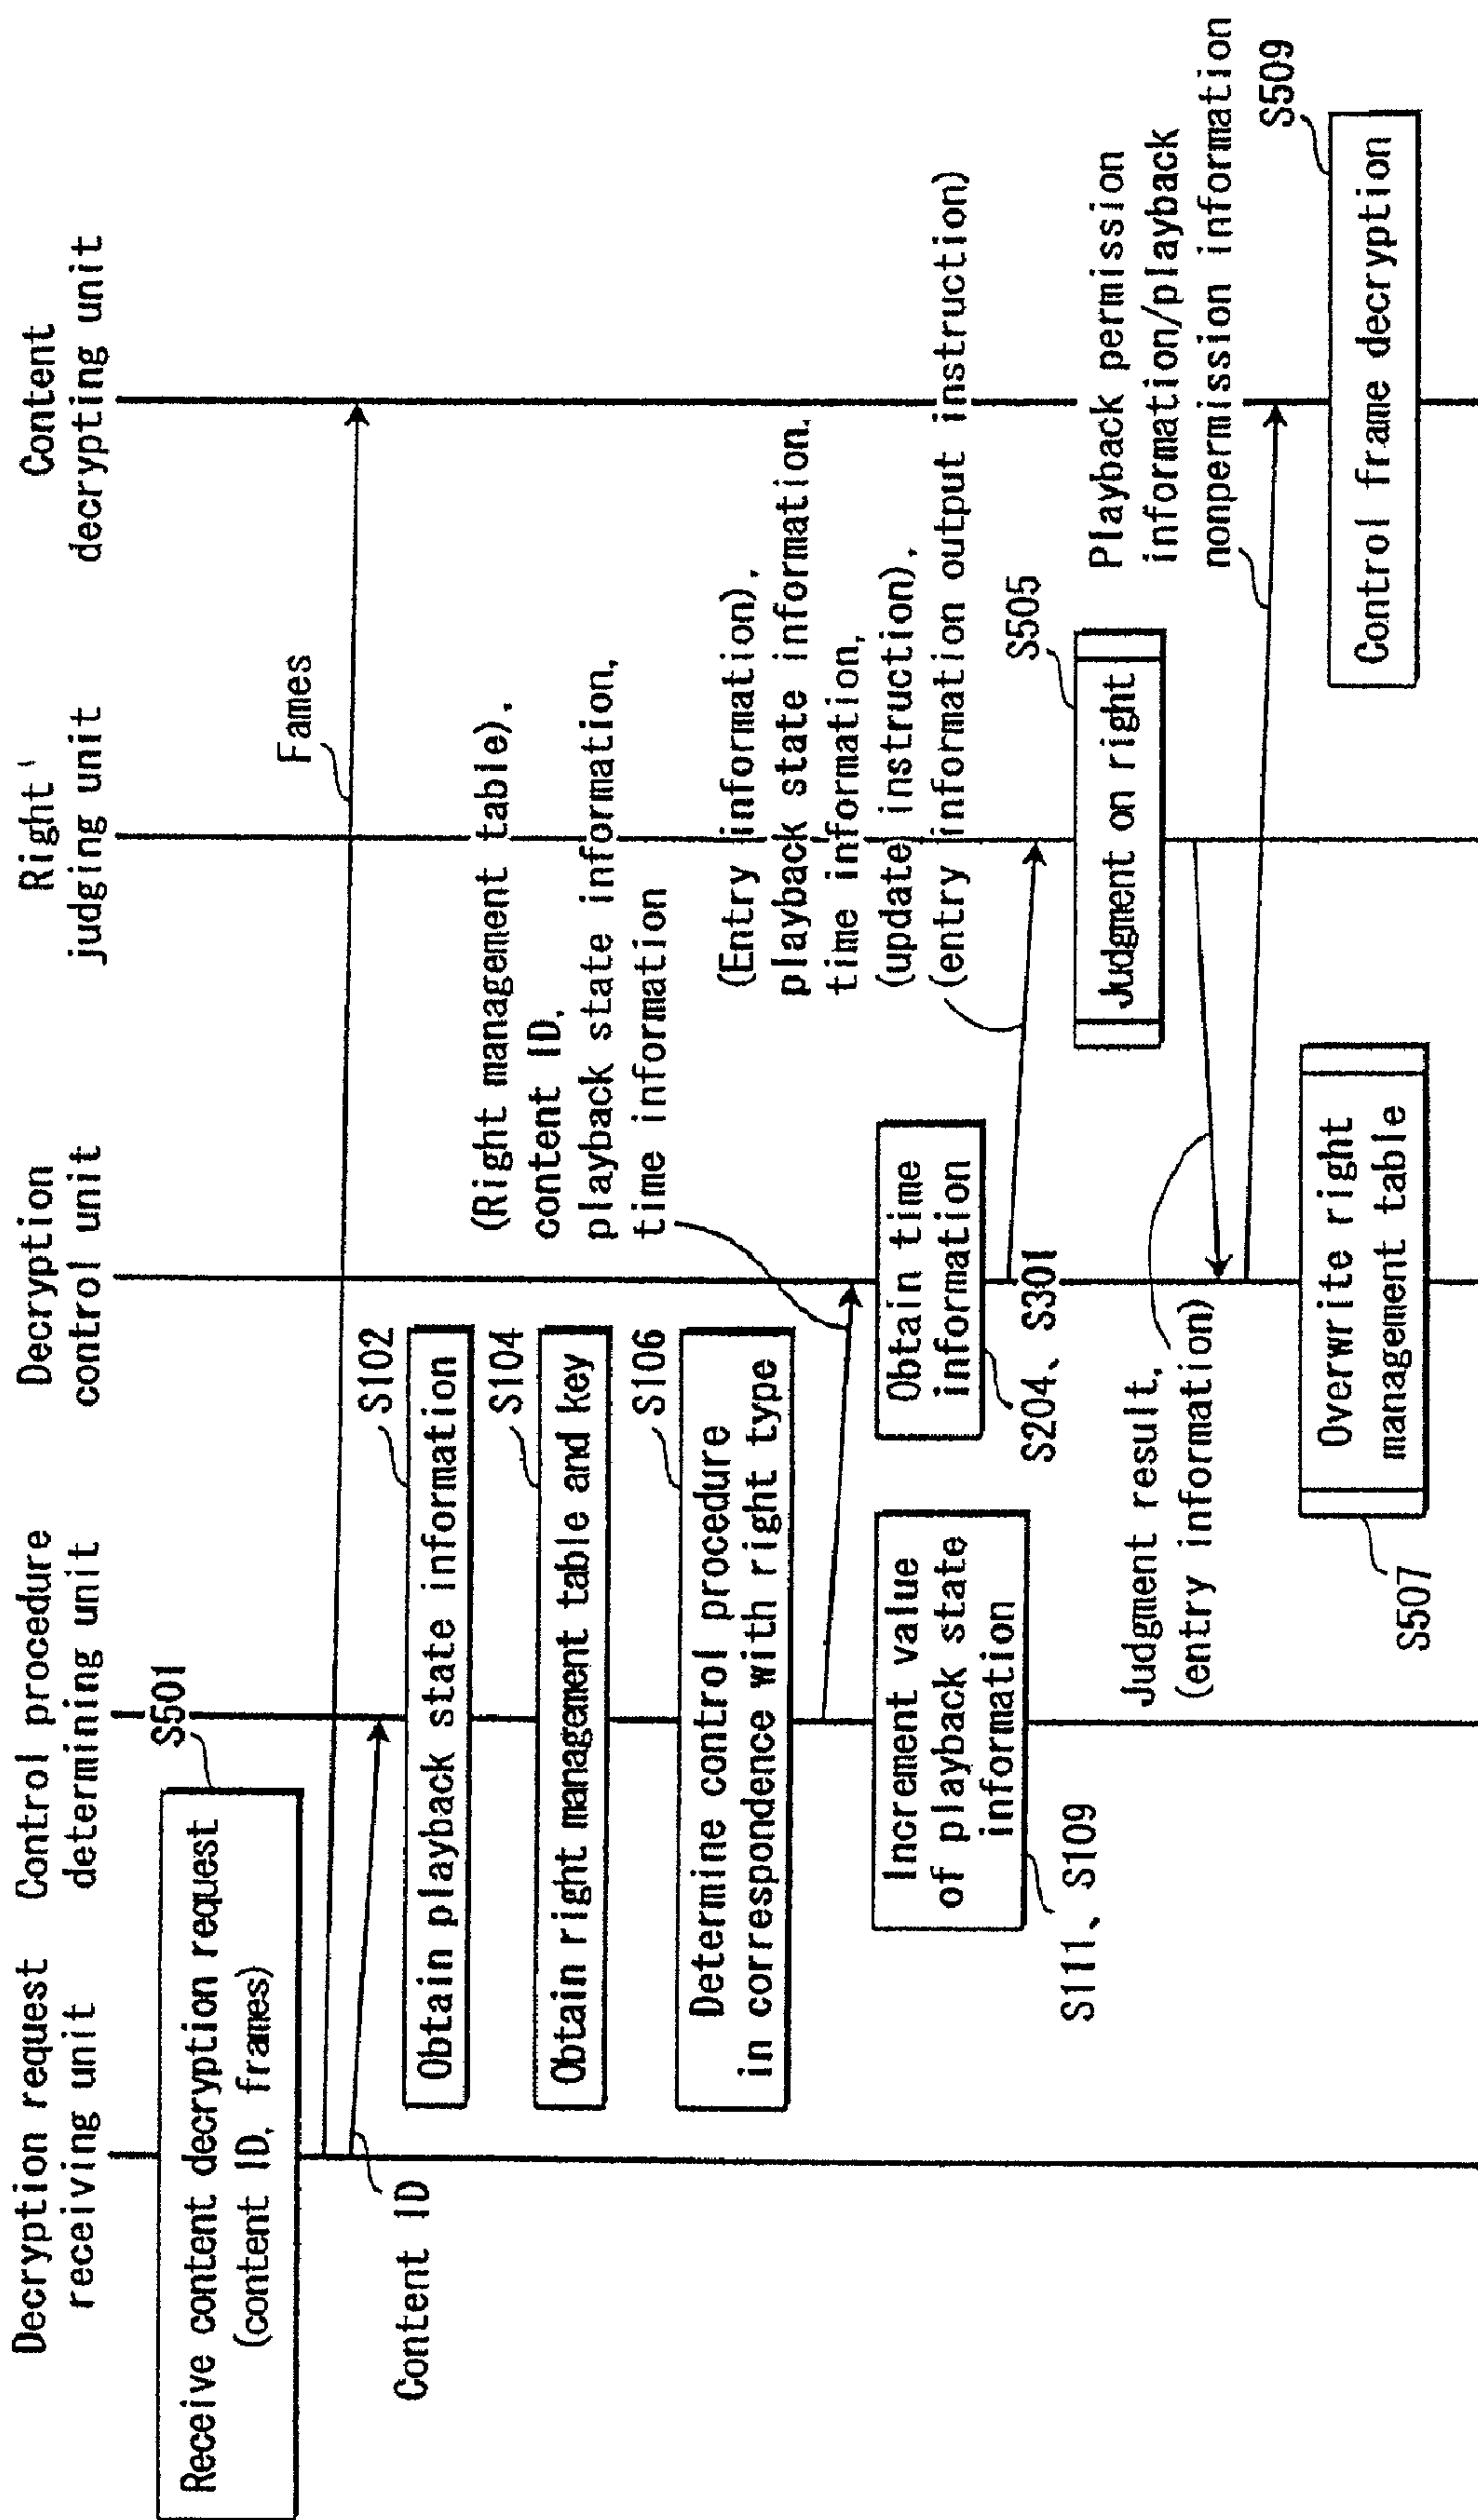 Decryption request
receiving unit
Control procedure
determining unit
Decryption
control unit
Right
judging unit
Content
decrypting unit
S501
Receive content decryption request
(content ID, frames)
Fames
Content ID
S102
Obtain playback state information
S104
Obtain right management table and key
S106
Determine control procedure
in correspondence with right type
(Right management table),
content ID,
playback state information,
time information
Increment value
of playback state
information
S111、S109
Obtain time
information
S204、S301
(Entry information),
playback state information,
time information,
(update instruction),
(entry information output instruction)
S505
Judgment on right
Judgment result,
(entry information)
Playback permission
information/playback
nonpermission information
Overwrite right
management table
S507
S509
Control frame decryption